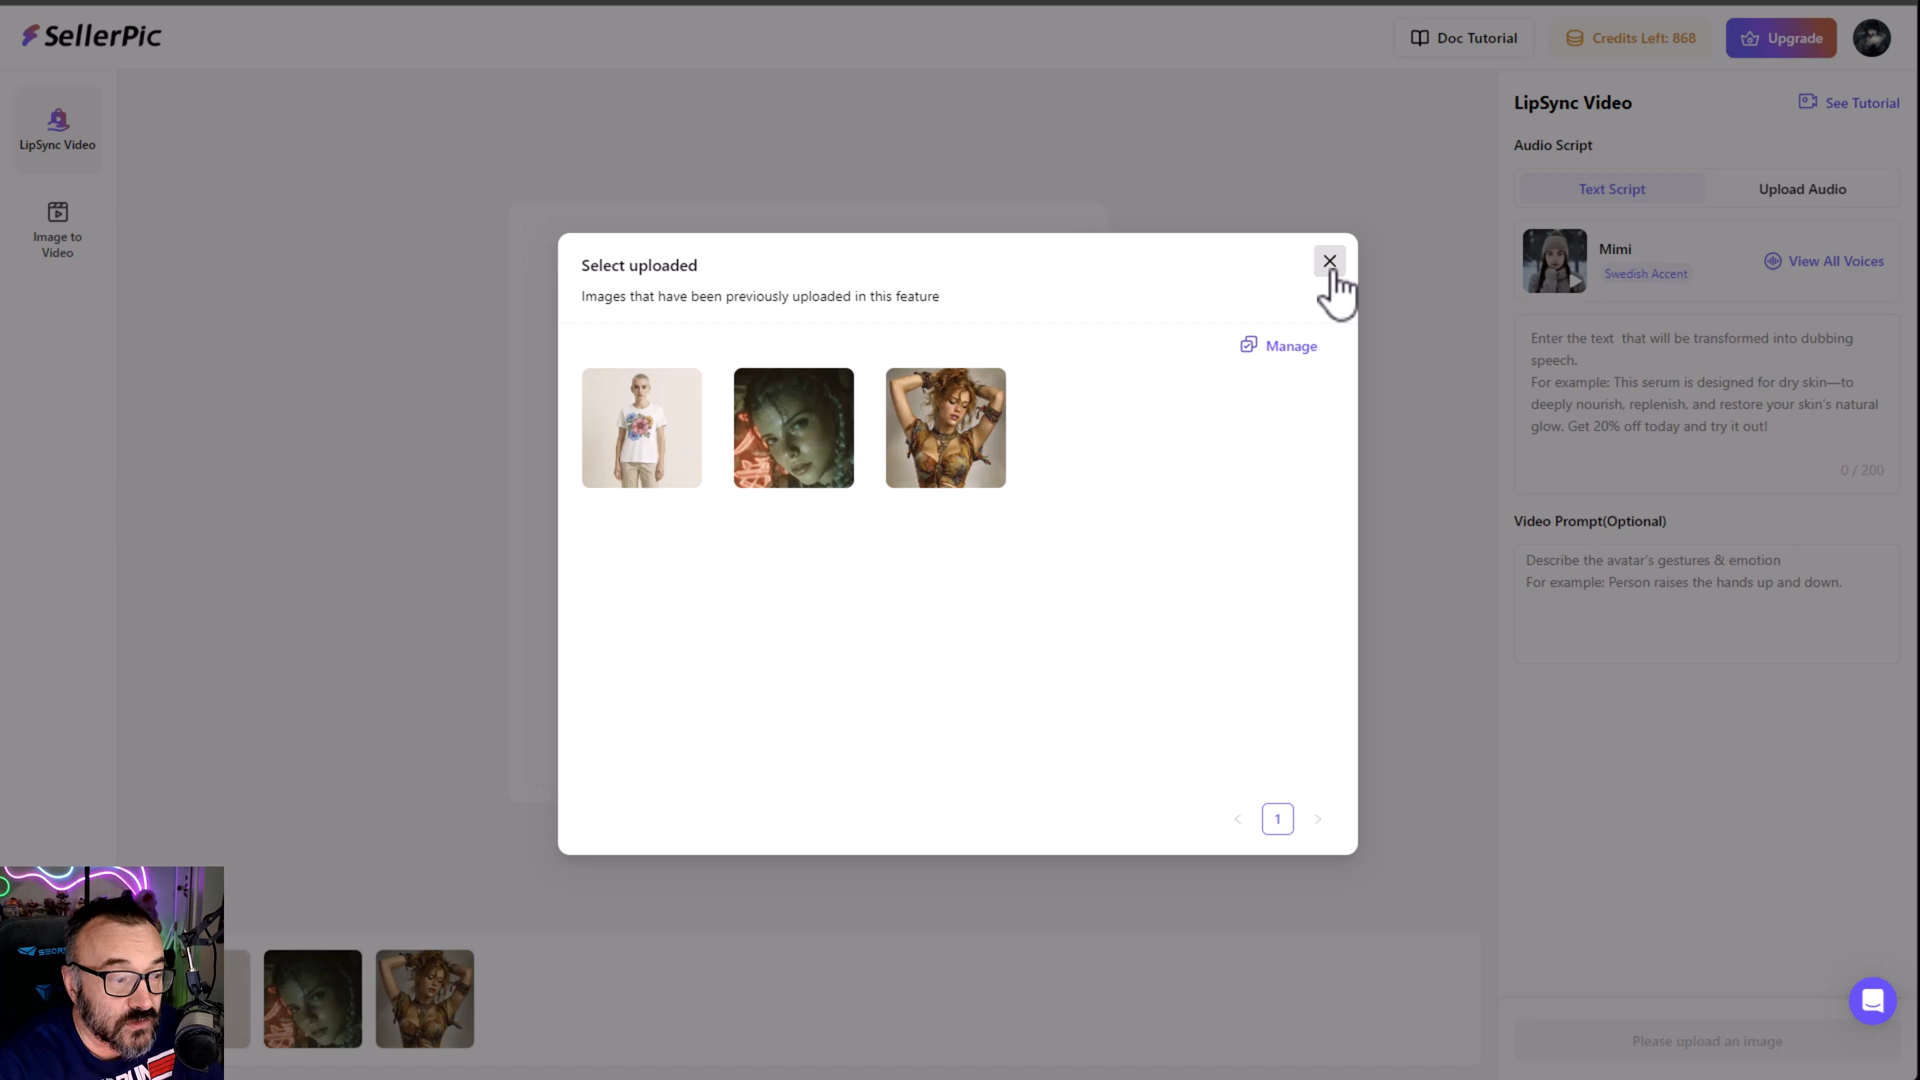 SellerPic
Doc Tutorial
Credits Left: 868
Upgrade
LipSync Video
Image to
Video
Select uploaded
Images that have been previously uploaded in this feature
Manage
1
LipSync Video
See Tutorial
Audio Script
Text Script
Upload Audio
Mimi
Swedish Accent
View All Voices
Enter the text that will be transformed into dubbing
speech.
For example: This serum is designed for dry skin—to
deeply nourish, replenish, and restore your skin's natural
glow. Get 20% off today and try it out!
0 / 200
Video Prompt(Optional)
Describe the avatar's gestures & emotion
For example: Person raises the hands up and down.
Please upload an image